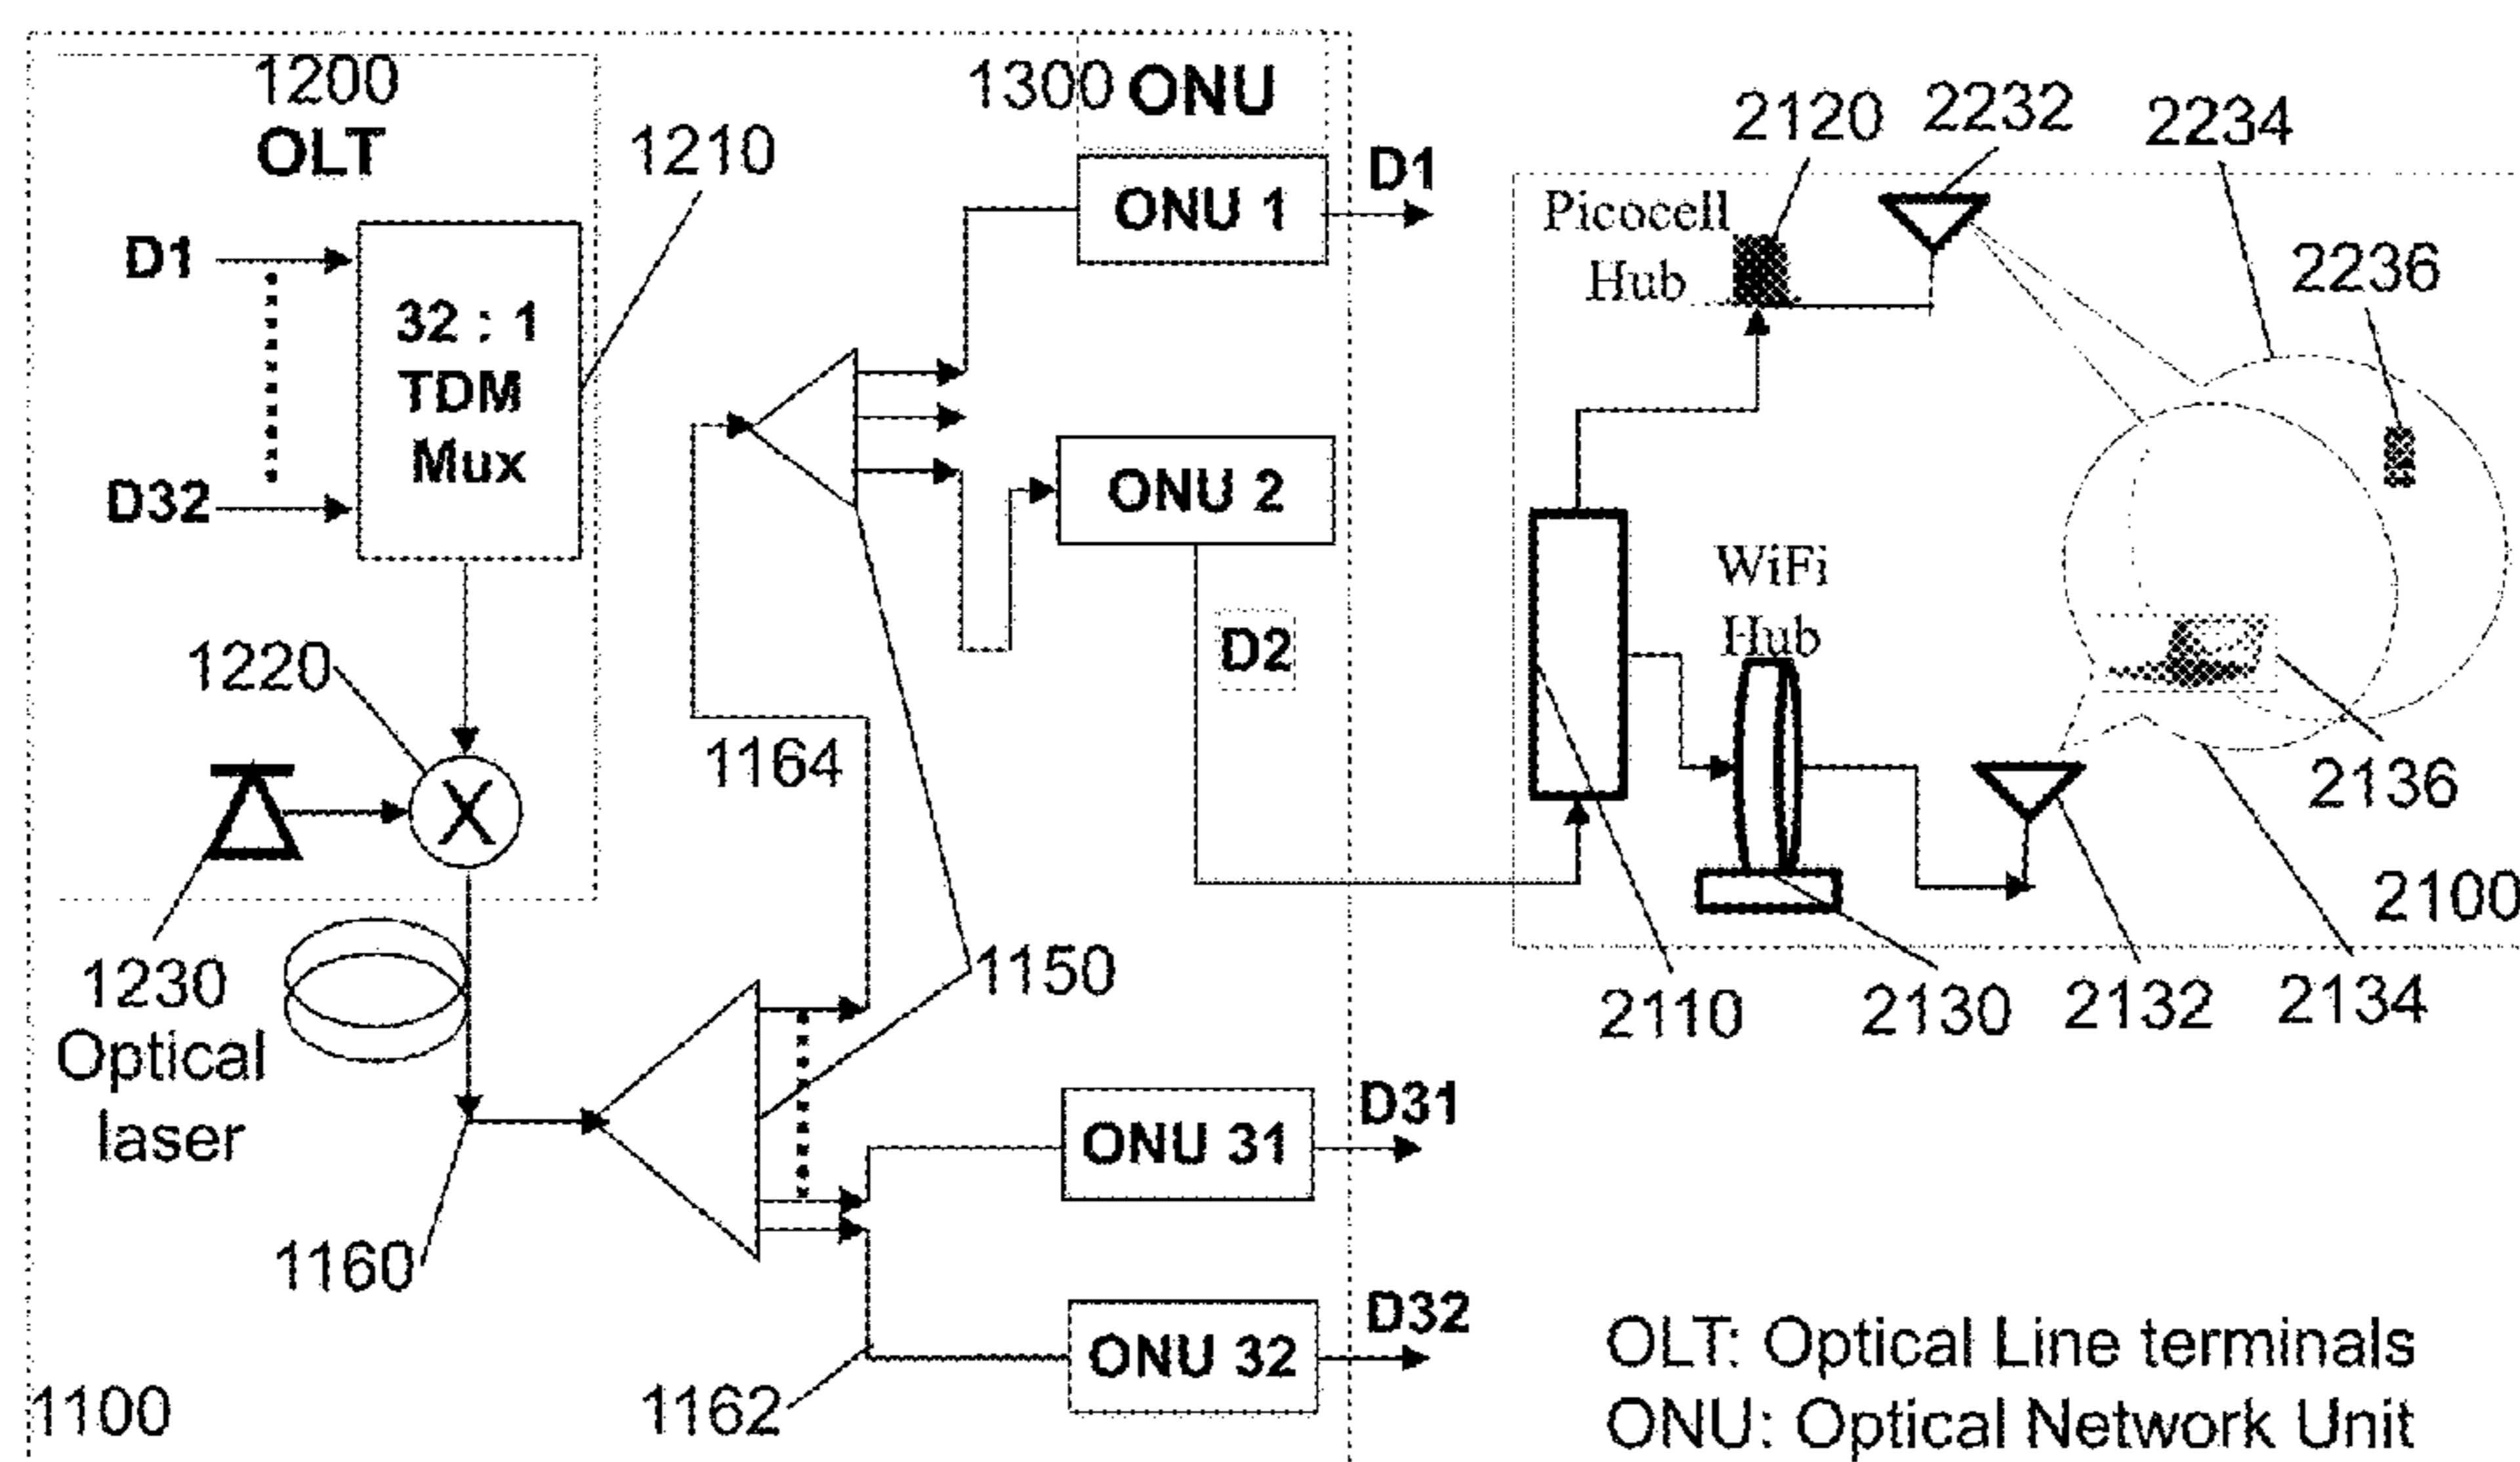 1200
OLT
1210
D1
32 : 1
TDM
Mux
D32
1220
1230
Optical
laser
1160
1100
1300 ONU
ONU 1
D1
ONU 2
D2
1164
1150
ONU 31
D31
ONU 32
D32
1162
2120
2232
2234
Picocell
Hub
2236
WiFi
Hub
2136
2100
2110
2130
2132
2134
OLT: Optical Line terminals
ONU: Optical Network Unit